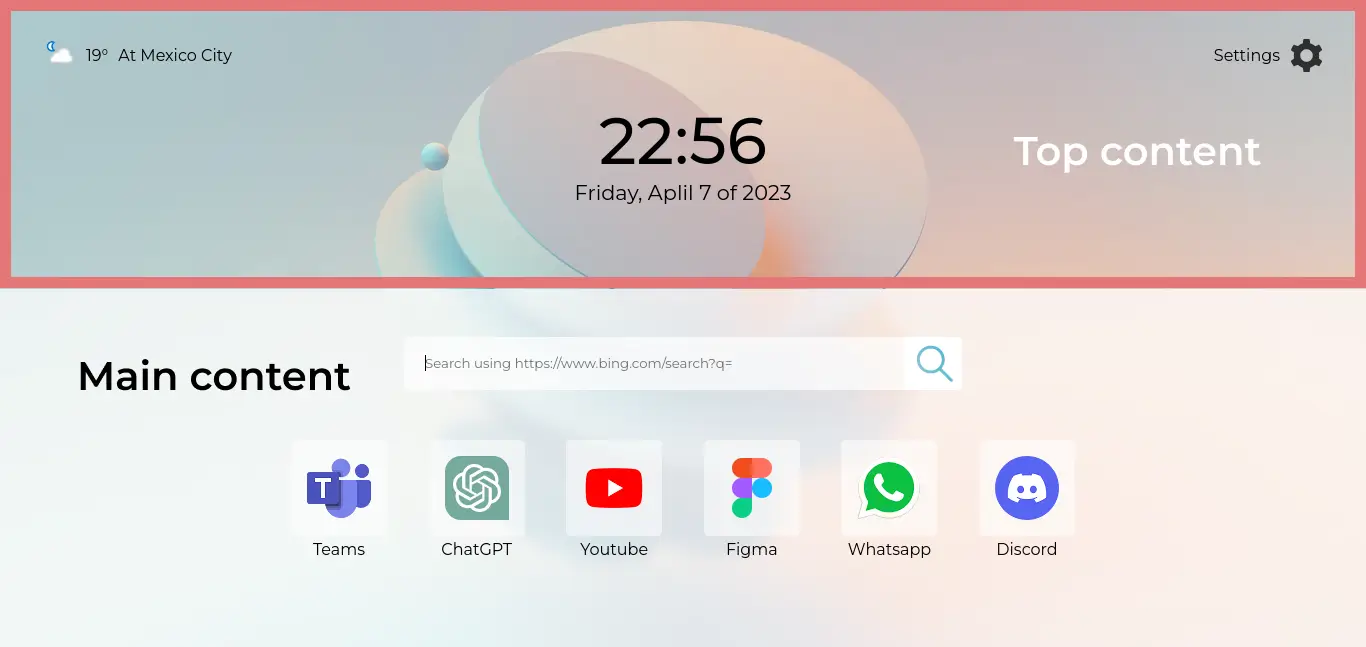 19° At Mexico City
Settings
22:56
Top content
Friday, Aplil 7 of 2023
Main content
Search using https://www.bing.com/search?q=
T
Teams
ChatGPT
Youtube
Figma
Whatsapp
Discord